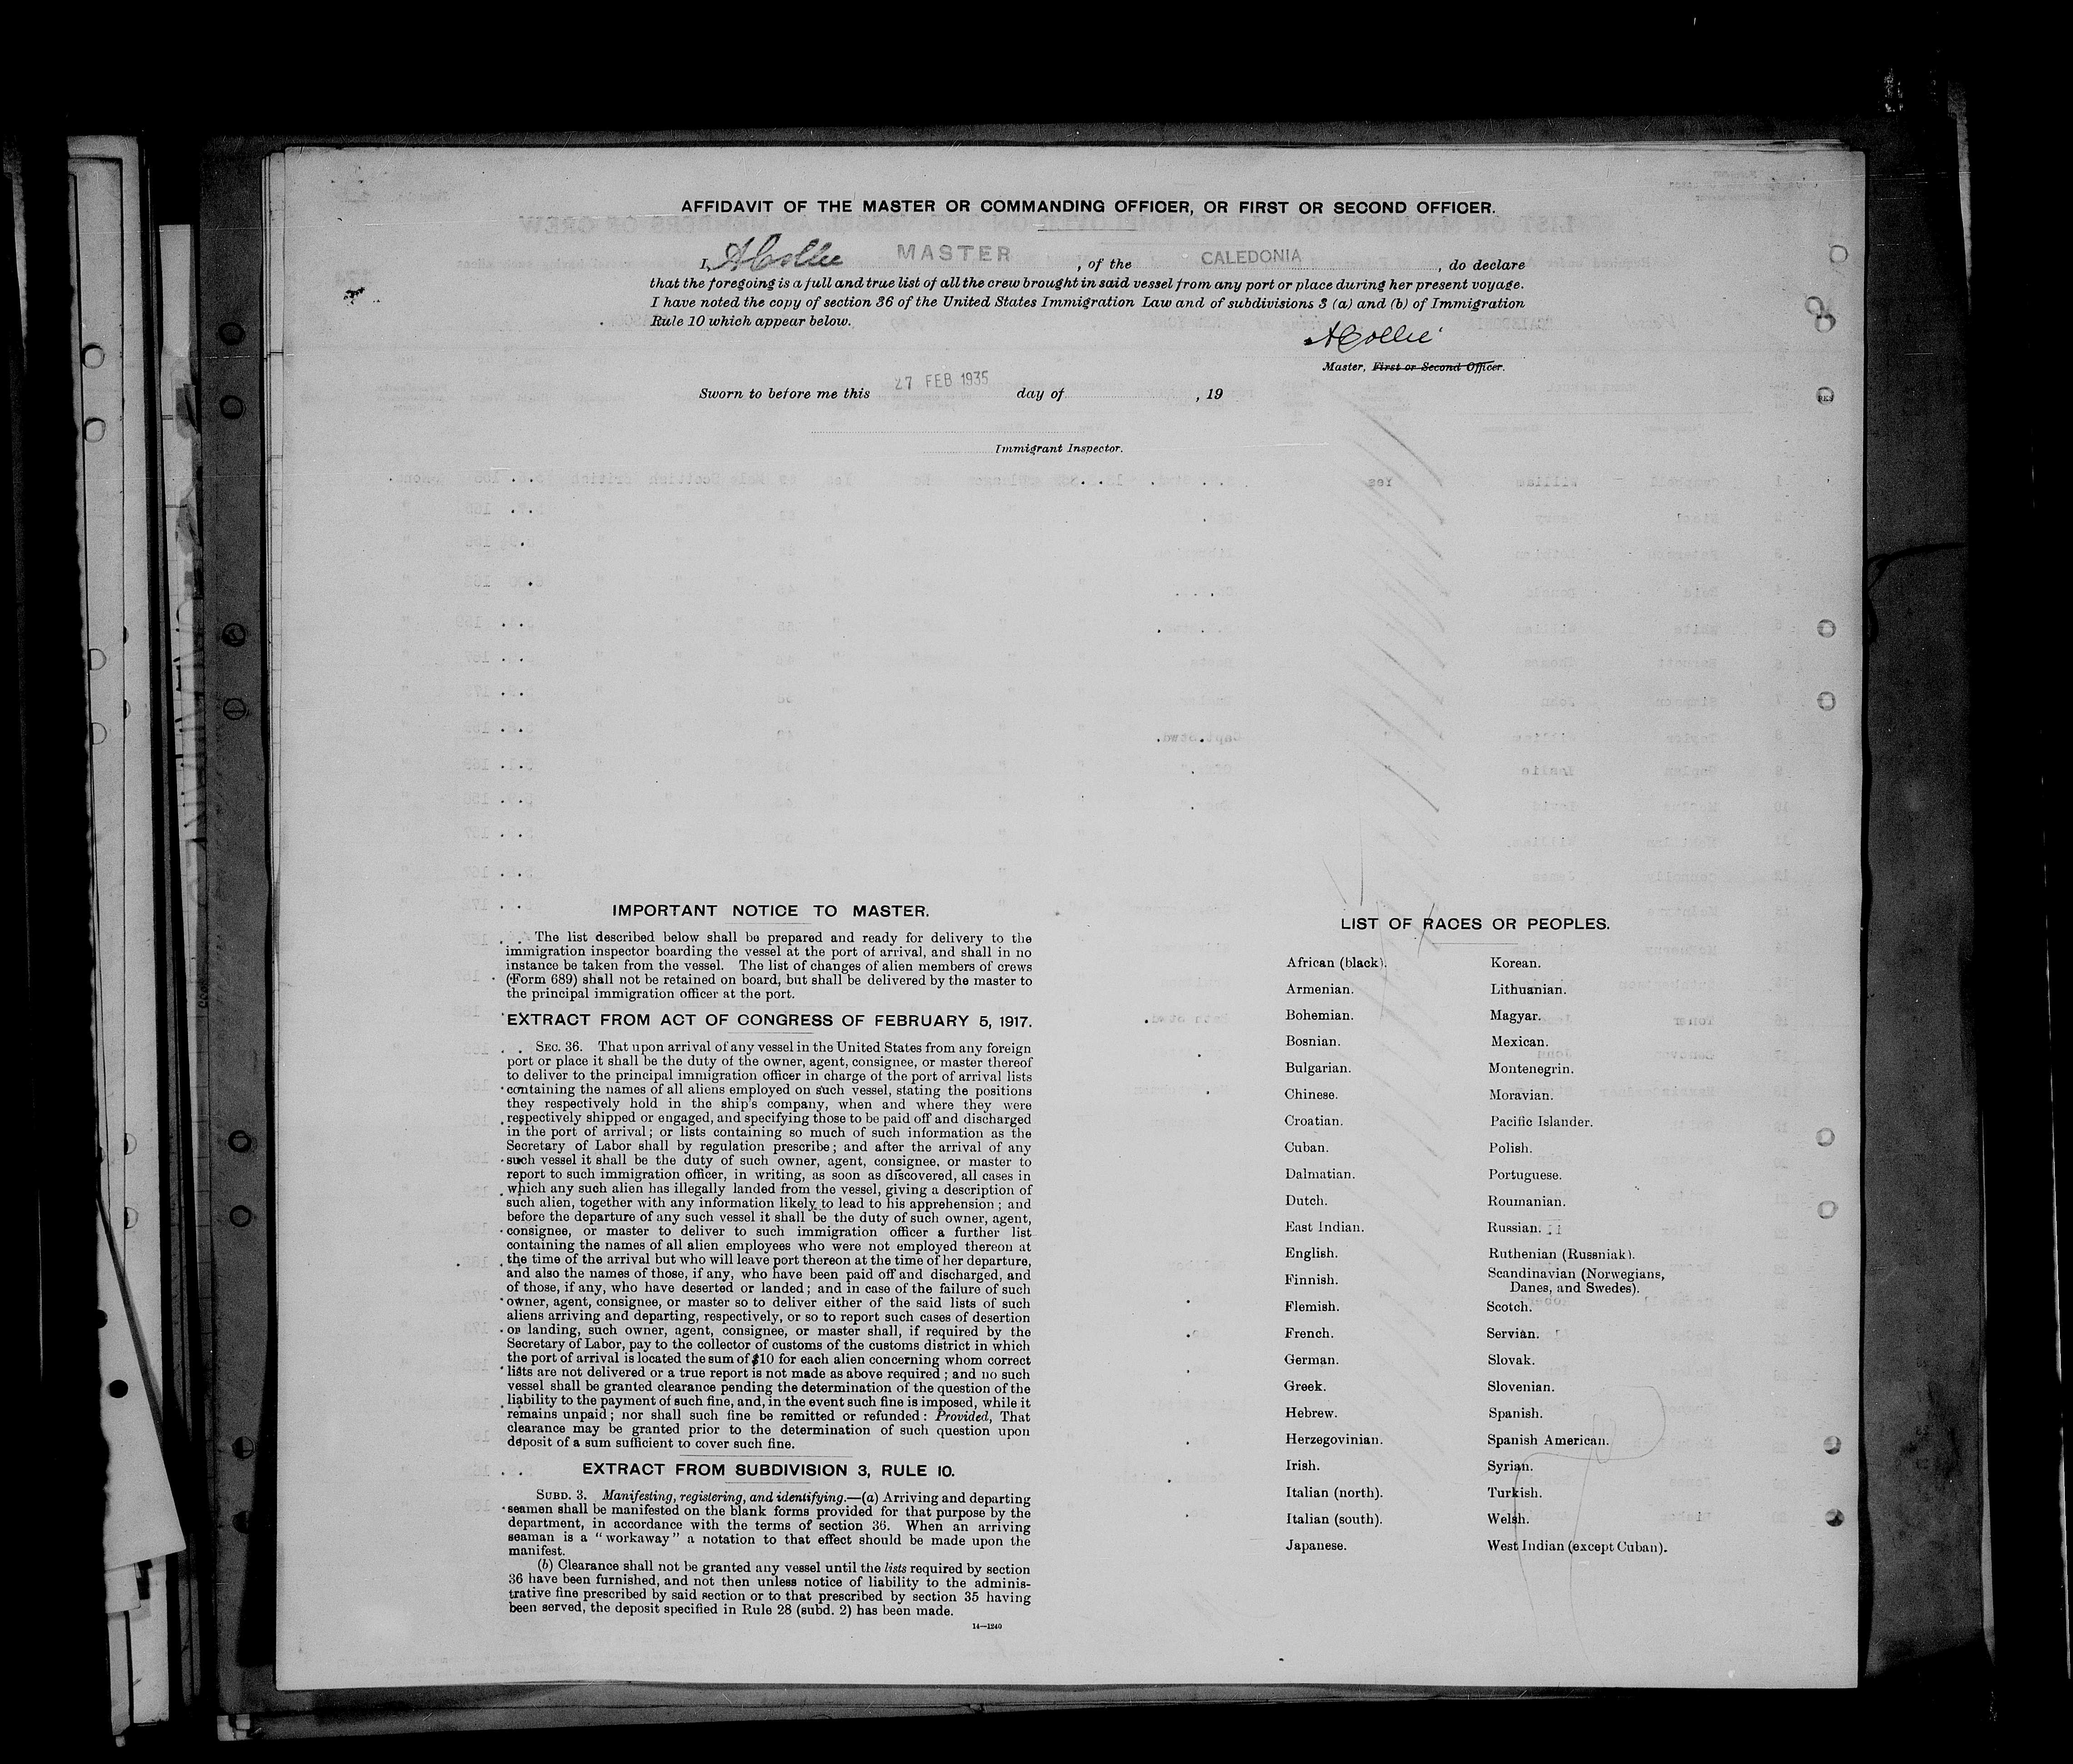 AFFIDAVIT OF THE MASTER OR COMMANDING OFFICER, OR FIRST OR SECOND OFFICER.
I, A Collie MASTER, of the CALEDONIA, do declare
that the foregoing is a full and true list of all the crew brought in said vessel from any port or place during her present voyage.
I have noted the copy of section 36 of the United States Immigration Law and of subdivisions 3 (a) and (b) of Immigration
Rule 10 which appear below.
A Collie
Master, First or Second Officer.
Sworn to before me this 27 FEB 1935 day of , 19
Immigrant Inspector.
IMPORTANT NOTICE TO MASTER.
The list described below shall be prepared and ready for delivery to the
immigration inspector boarding the vessel at the port of arrival, and shall in no
instance be taken from the vessel. The list of changes of alien members of crews
(Form 689) shall not be retained on board, but shall be delivered by the master to
the principal immigration officer at the port.
EXTRACT FROM ACT OF CONGRESS OF FEBRUARY 5, 1917.
SEC. 36. That upon arrival of any vessel in the United States from any foreign
port or place it shall be the duty of the owner, agent, consignee, or master thereof
to deliver to the principal immigration officer in charge of the port of arrival lists
containing the names of all aliens employed on such vessel, stating the positions
they respectively hold in the ship's company, when and where they were
respectively shipped or engaged, and specifying those to be paid off and discharged
in the port of arrival; or lists containing so much of such information as the
Secretary of Labor shall by regulation prescribe; and after the arrival of any
such vessel it shall be the duty of such owner, agent, consignee, or master to
report to such immigration officer, in writing, as soon as discovered, all cases in
which any such alien has illegally landed from the vessel, giving a description of
such alien, together with any information likely to lead to his apprehension; and
before the departure of any such vessel it shall be the duty of such owner, agent,
consignee, or master to deliver to such immigration officer a further list
containing the names of all alien employees who were not employed thereon at
the time of the arrival but who will leave port thereon at the time of her departure,
and also the names of those, if any, who have been paid off and discharged, and
of those, if any, who have deserted or landed; and in case of the failure of such
owner, agent, consignee, or master so to deliver either of the said lists of such
aliens arriving and departing, respectively, or so to report such cases of desertion
or landing, such owner, agent, consignee, or master shall, if required by the
Secretary of Labor, pay to the collector of customs of the customs district in which
the port of arrival is located the sum of $10 for each alien concerning whom correct
lists are not delivered or a true report is not made as above required; and no such
vessel shall be granted clearance pending the determination of the question of the
liability to the payment of such fine, and, in the event such fine is imposed, while it
remains unpaid; nor shall such fine be remitted or refunded: Provided, That
clearance may be granted prior to the determination of such question upon
deposit of a sum sufficient to cover such fine.
EXTRACT FROM SUBDIVISION 3, RULE 10.
SUBD. 3. Manifesting, registering, and identifying.—(a) Arriving and departing
seamen shall be manifested on the blank forms provided for that purpose by the
department, in accordance with the terms of section 36. When an arriving
seaman is a "workaway" a notation to that effect should be made upon the
manifest.
(b) Clearance shall not be granted any vessel until the lists required by section
36 have been furnished, and not then unless notice of liability to the adminis-
trative fine prescribed by said section or to that prescribed by section 35 having
been served, the deposit specified in Rule 28 (subd. 2) has been made.
14—1240
LIST OF RACES OR PEOPLES.
African (black).
Armenian.
Bohemian.
Bosnian.
Bulgarian.
Chinese.
Croatian.
Cuban.
Dalmatian.
Dutch.
East Indian.
English.
Finnish.
Flemish.
French.
German.
Greek.
Hebrew.
Herzegovinian.
Irish.
Italian (north).
Italian (south).
Japanese.
Korean.
Lithuanian.
Magyar.
Mexican.
Montenegrin.
Moravian.
Pacific Islander.
Polish.
Portuguese.
Roumanian.
Russian.
Ruthenian (Russniak).
Scandinavian (Norwegians,
Danes, and Swedes).
Scotch.
Servian.
Slovak.
Slovenian.
Spanish.
Spanish American.
Syrian.
Turkish.
Welsh.
West Indian (except Cuban).